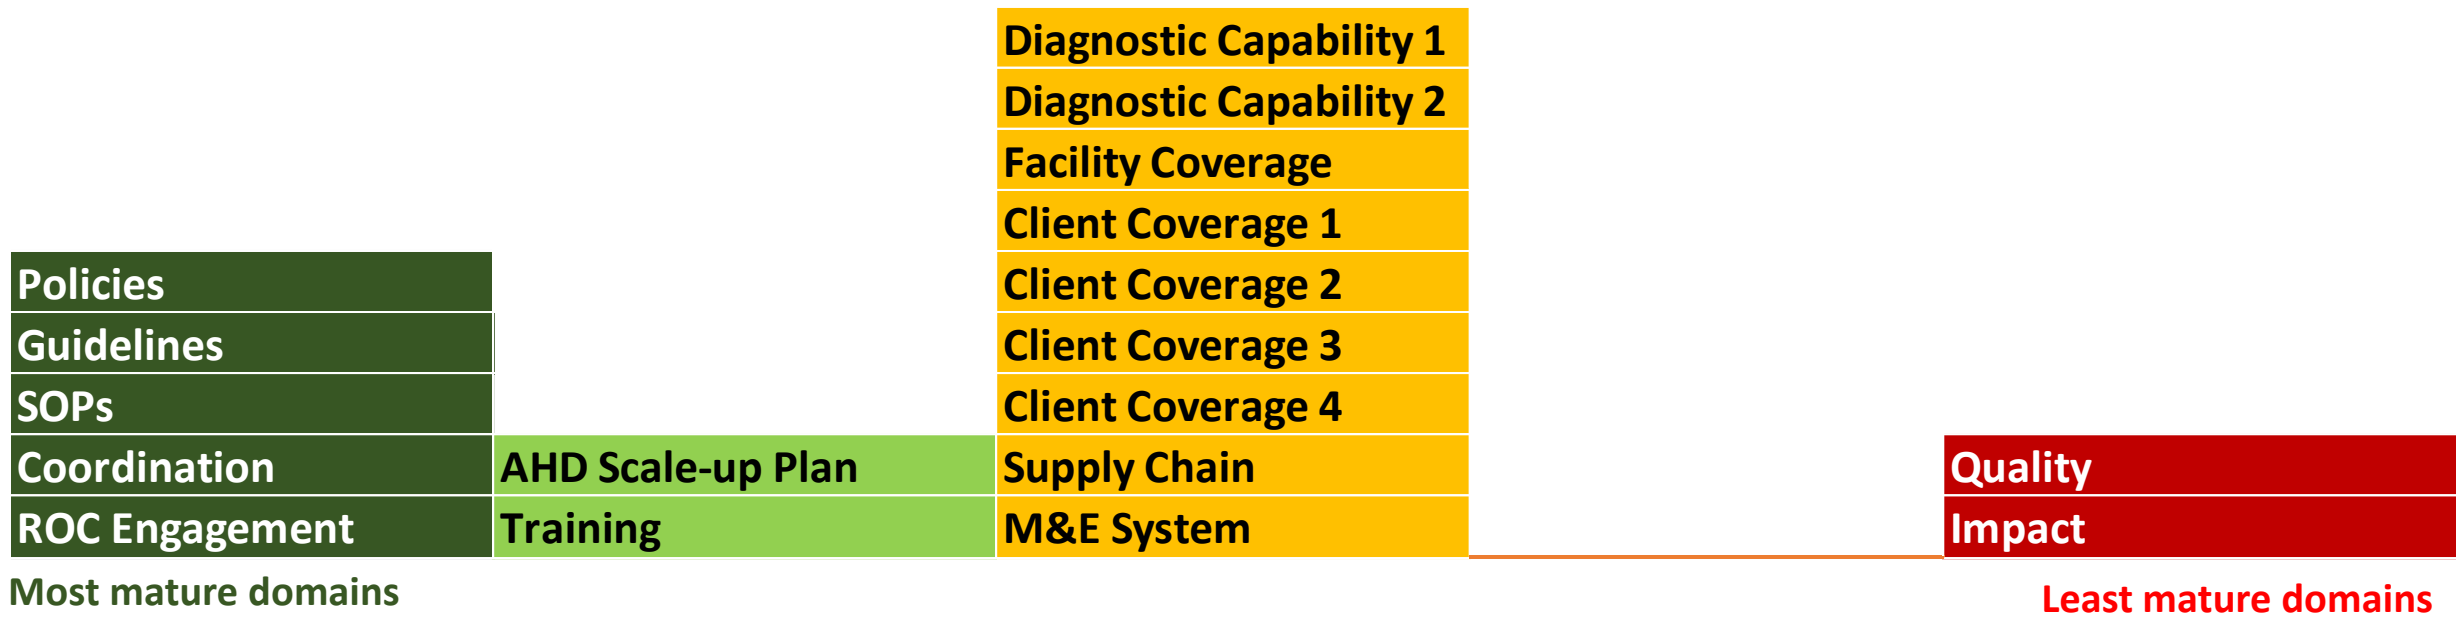 Policies
Guidelines
SOPs
Coordination
ROC Engagement
AHD Scale-up Plan
Training
Diagnostic Capability 1
Diagnostic Capability 2
Facility Coverage
Client Coverage 1
Client Coverage 2
Client Coverage 3
Client Coverage 4
Supply Chain
M&E System
Quality
Impact
Most mature domains
Least mature domains